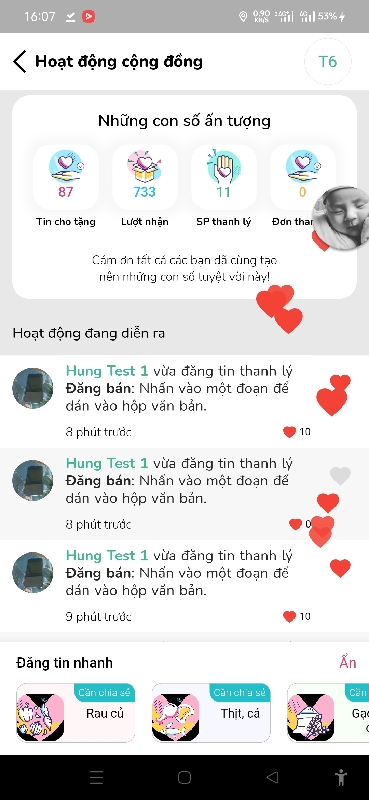 16:07
0,90 KB/S
53%
Hoạt động cộng đồng
T6
Những con số ấn tượng
87
733
11
0
Tin cho tặng
Lượt nhận
SP thanh lý
Đơn
Cám ơn tất cả các bạn đã cùng tạo
nên những con số tuyệt vời này!
Hoạt động đang diễn ra
Hung Test 1 vừa đăng tin thanh lý
Đăng bán: Nhấn vào một đoạn để
dán vào hộp văn bản.
8 phút trước
10
Hung Test 1 vừa đăng tin thanh lý
Đăng bán: Nhấn vào một đoạn để
dán vào hộp văn bản.
8 phút trước
0
Hung Test 1 vừa đăng tin thanh lý
Đăng bán: Nhấn vào một đoạn để
dán vào hộp văn bản.
9 phút trước
10
Đăng tin nhanh
Ẩn
Cần chia sẻ
Rau củ
Cần chia sẻ
Thịt, cá
Cần